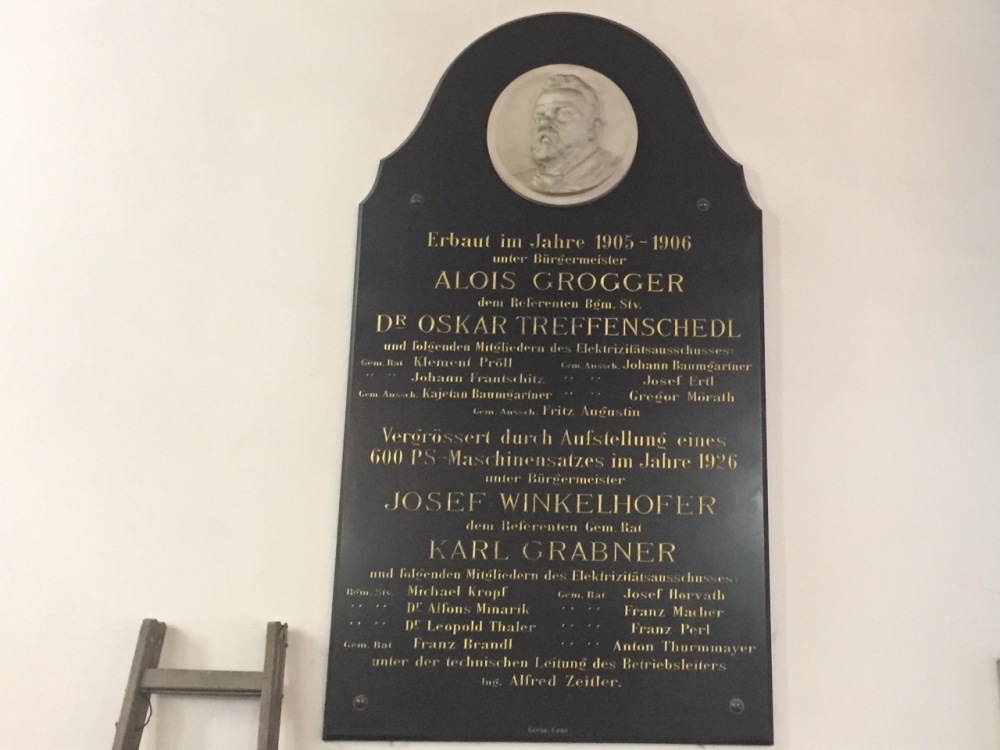 Erbaut im Jahre 1905 - 1906
unter Bürgermeister
ALOIS GROGGER
dem Referenten Bgm. Stv.
DR OSKAR TREFFENSCHEDL
und folgenden Mitgliedern des Elektrizitätsausschusses:
Gem. Rat Klement Pröll Gem. Aussch. Johann Baumgartner
" " Johann Frantschitz " " Josef Ertl
Gem. Aussch. Kajetan Baumgartner " " Gregor Morath
Gem. Aussch. Fritz Augustin
Vergrössert durch Aufstellung eines
600 PS-Maschinensatzes im Jahre 1926
unter Bürgermeister
JOSEF WINKELHOFER
dem Referenten Gem. Rat
KARL GRABNER
und folgenden Mitgliedern des Elektrizitätsausschusses:
Bgm. Stv. Michael Kropf Gem. Rat Josef Horvath
" " Dr Alfons Minarik " " Franz Macher
" " Dr Leopold Thaler " " Franz Perl
Gem. Rat Franz Brandl " " Anton Thurmmayer
unter der technischen Leitung des Betriebsleiters
Ing. Alfred Zeitler.